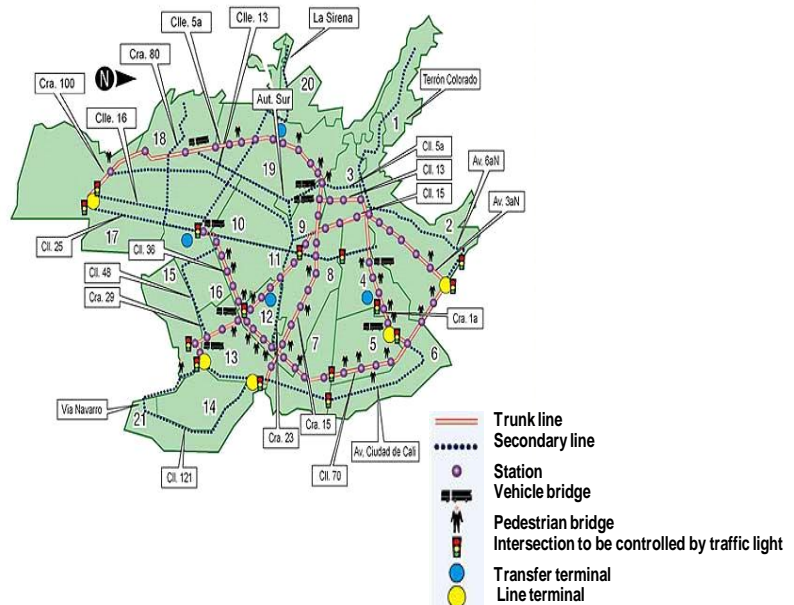 La Sirena
Clle. 13
Clle. 5a
Cra. 80
Cra. 100
N
Clle. 16
Aut. Sur
Terrón Colorado
Cll. 5a
Cll. 13
Cll. 15
Av. 6aN
Av. 3aN
20
1
18
3
19
2
10
9
17
Cll. 25
Cll. 36
11
8
15
Cll. 48
16
4
Cra. 29
12
Cra. 1a
7
5
6
13
14
Via Navarro
21
Cra. 23
Cra. 15
Av. Ciudad de Cali
Cll. 70
Cll. 121
Trunk line
Secondary line
Station
Vehicle bridge
Pedestrian bridge
Intersection to be controlled by traffic light
Transfer terminal
Line terminal